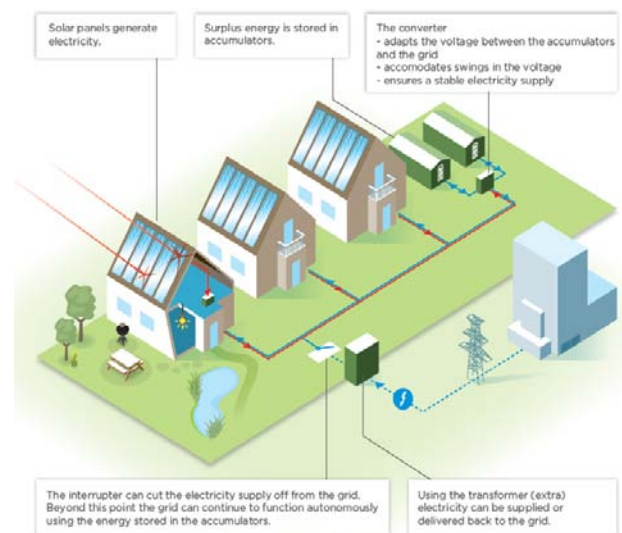 Solar panels generate
electricity.
Surplus energy is stored in
accumulators.
The converter
- adapts the voltage between the accumulators
and the grid
- accomodates swings in the voltage
- ensures a stable electricity supply
The interrupter can cut the electricity supply off from the grid.
Beyond this point the grid can continue to function autonomously
using the energy stored in the accumulators.
Using the transformer (extra)
electricity can be supplied or
delivered back to the grid.